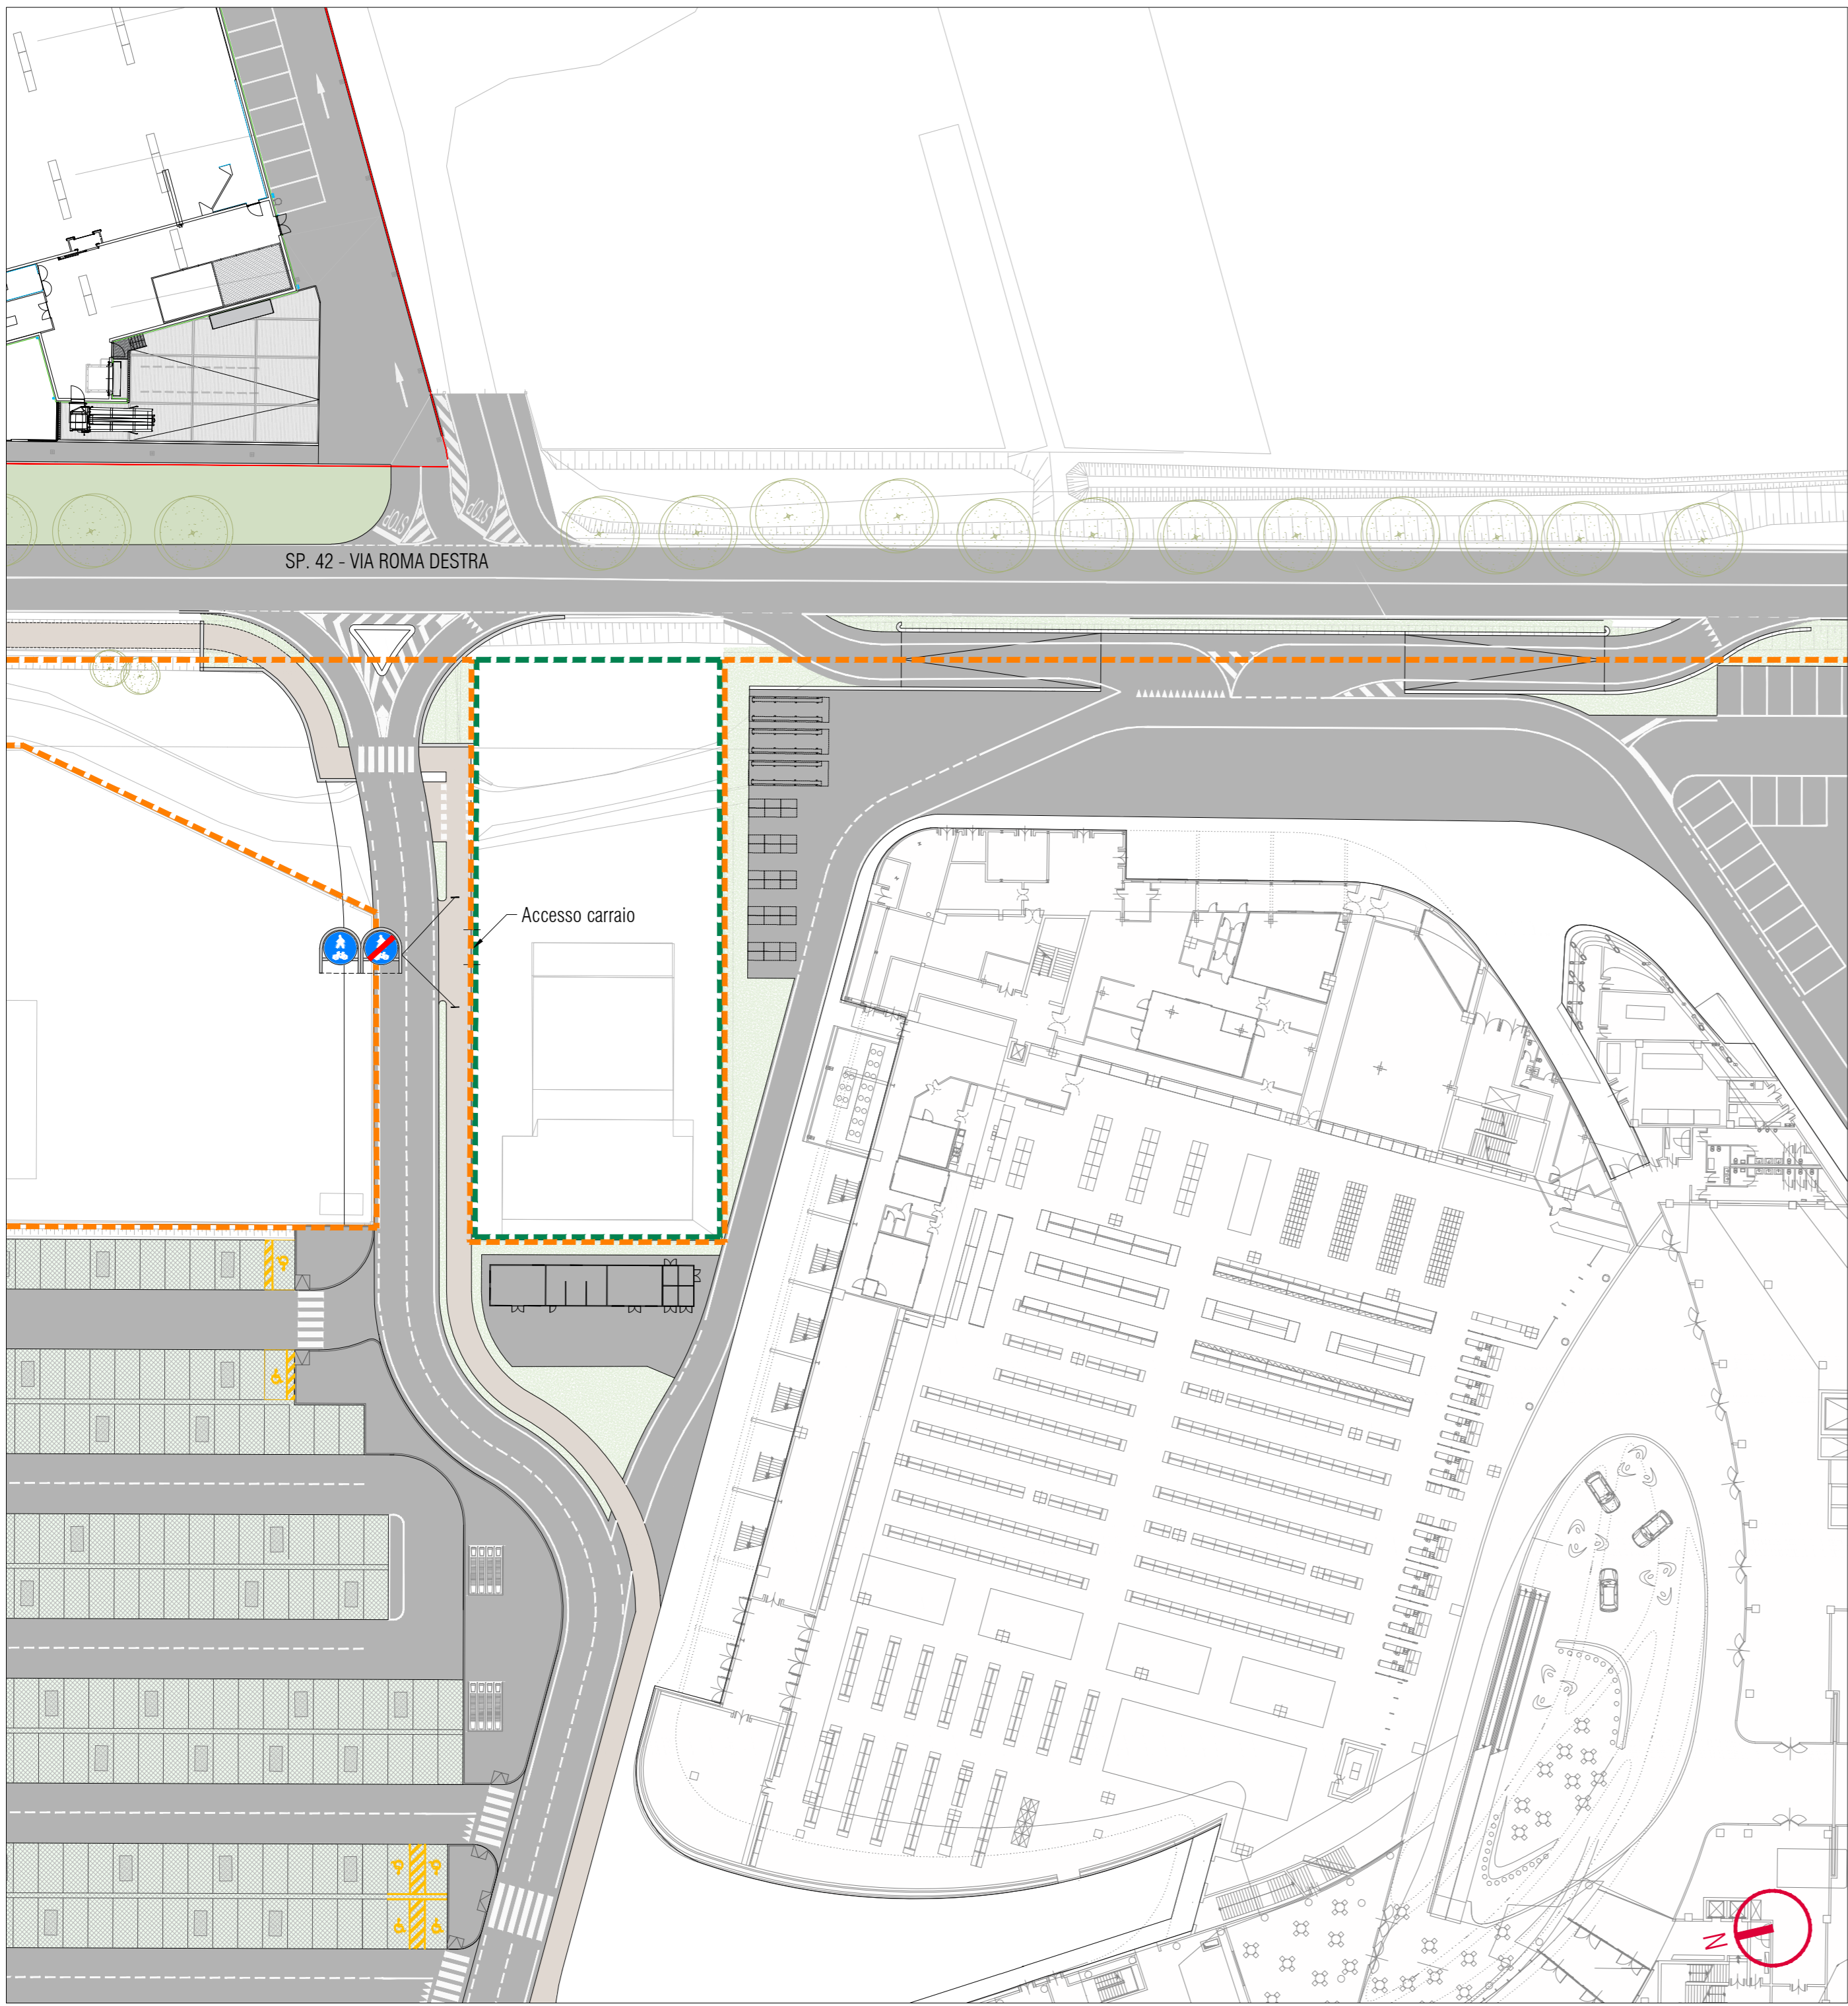 STOP
STOP
SP. 42 - VIA ROMA DESTRA
Accesso carraio
N